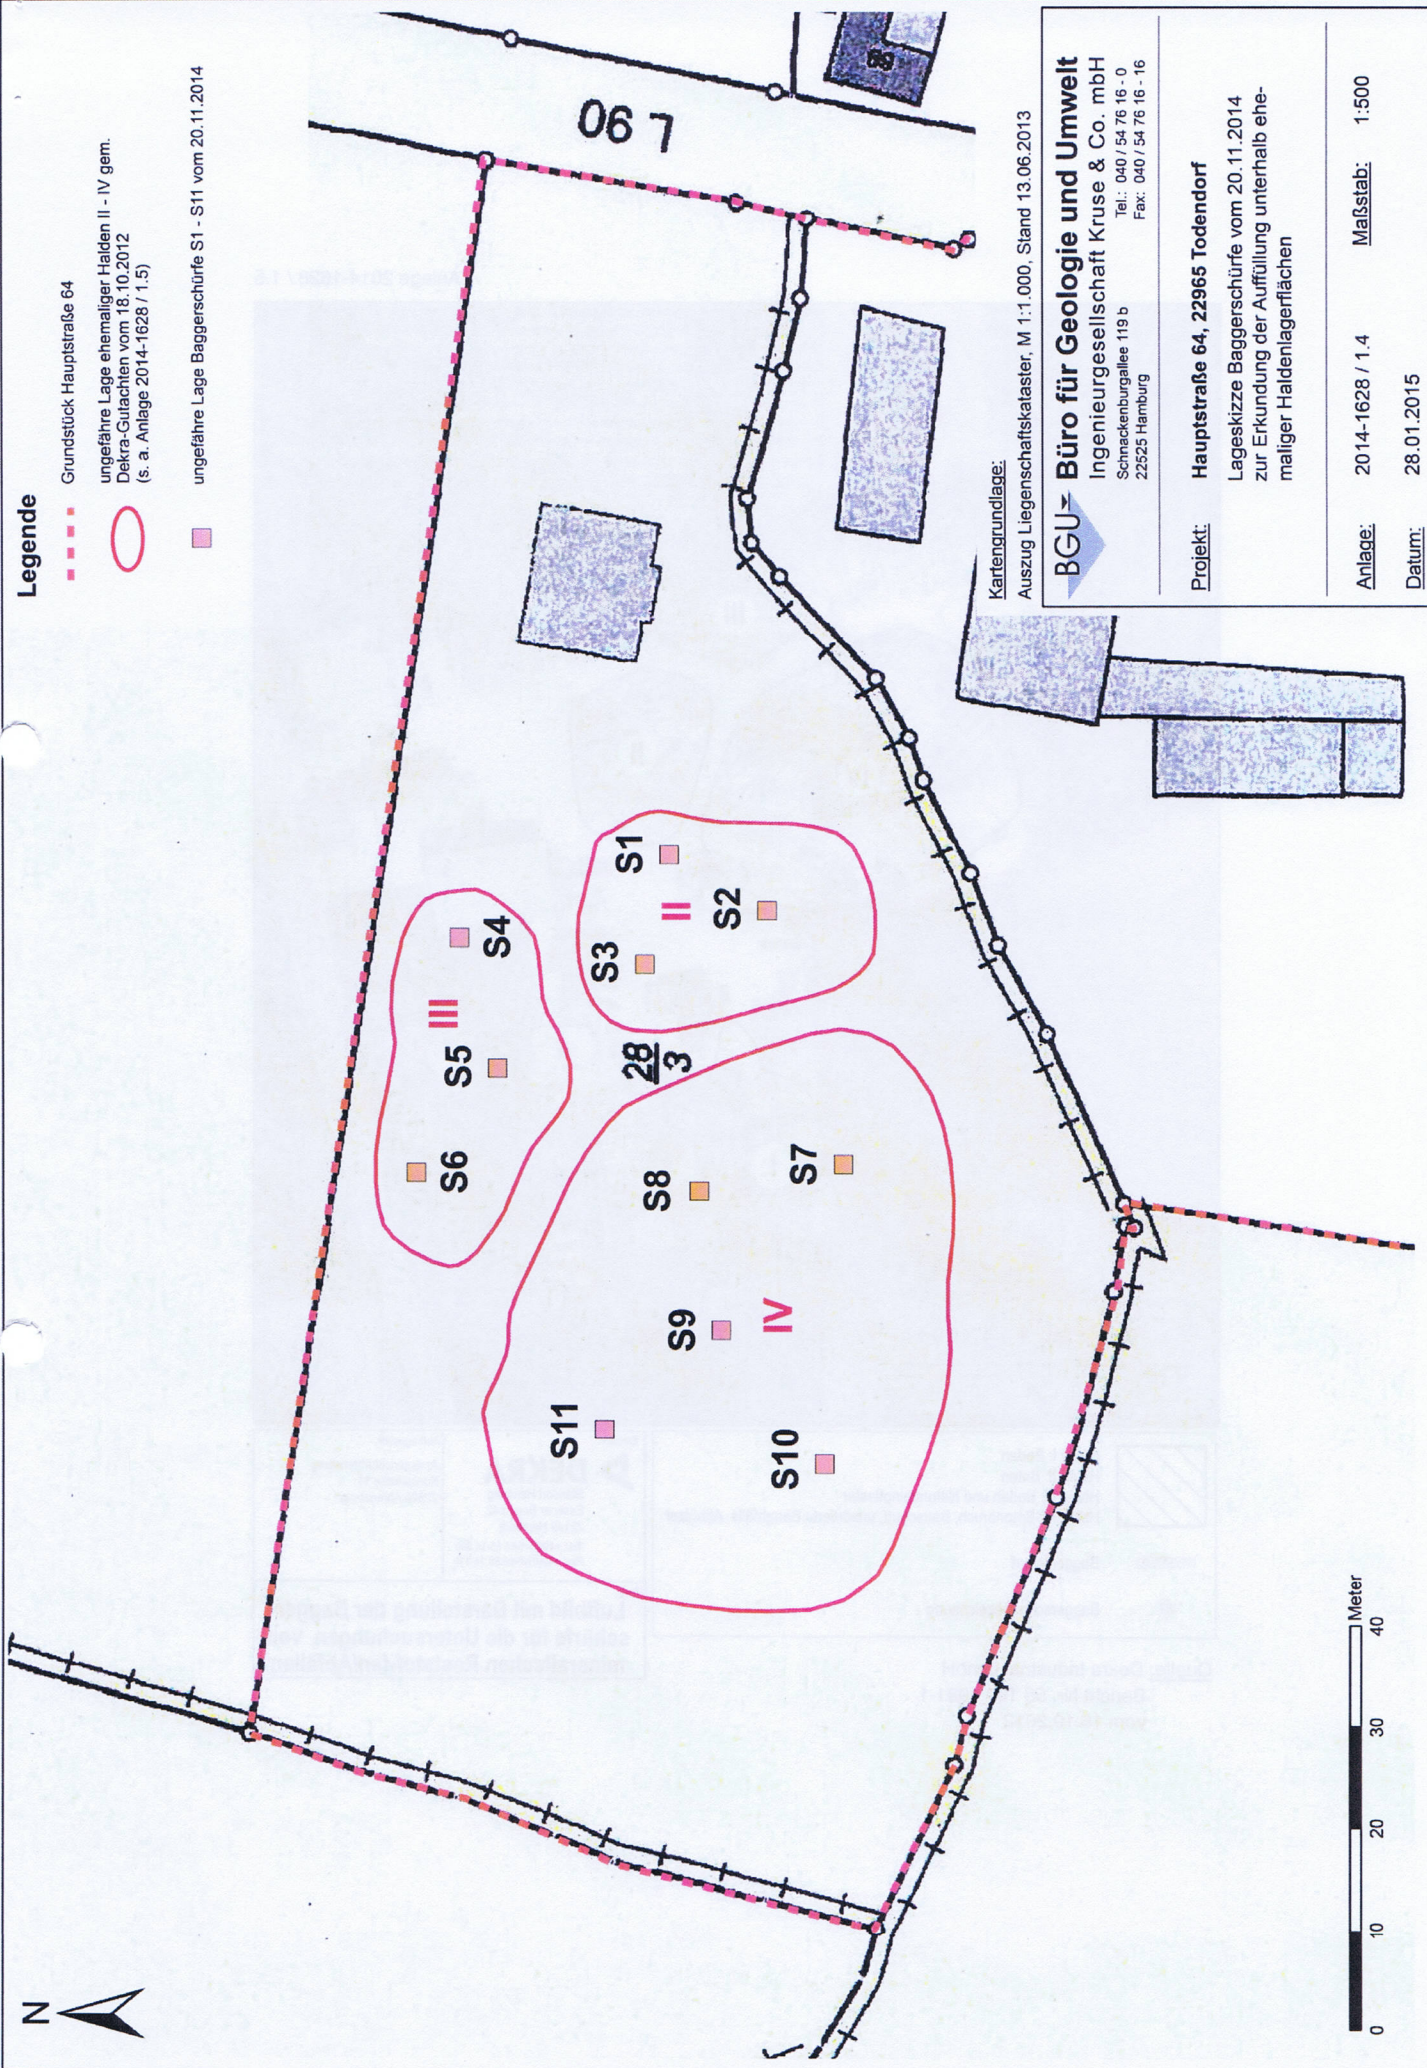 N
Legende
Grundstück Hauptstraße 64
ungefähre Lage ehemaliger Halden II - IV gem.
Dekra-Gutachten vom 18.10.2012
(s. a. Anlage 2014-1628 / 1.5)
ungefähre Lage Baggerschürfe S1 - S11 vom 20.11.2014
L 90
S4
III
S5
S6
S1
II
S2
S3
28
3
S8
S7
S9
IV
S11
S10
0 10 20 30 40 Meter
Kartengrundlage:
Auszug Liegenschaftskataster, M 1:1.000, Stand 13.06.2013
BGU Büro für Geologie und Umwelt
Ingenieurgesellschaft Kruse & Co. mbH
Schnackenburgallee 119 b Tel.: 040 / 54 76 16 - 0
22525 Hamburg Fax: 040 / 54 76 16 - 16
Projekt: Hauptstraße 64, 22965 Todendorf
Lageskizze Baggerschürfe vom 20.11.2014
zur Erkundung der Auffüllung unterhalb ehe-
maliger Haldenlagerflächen
Anlage: 2014-1628 / 1.4 Maßstab: 1:500
Datum: 28.01.2015